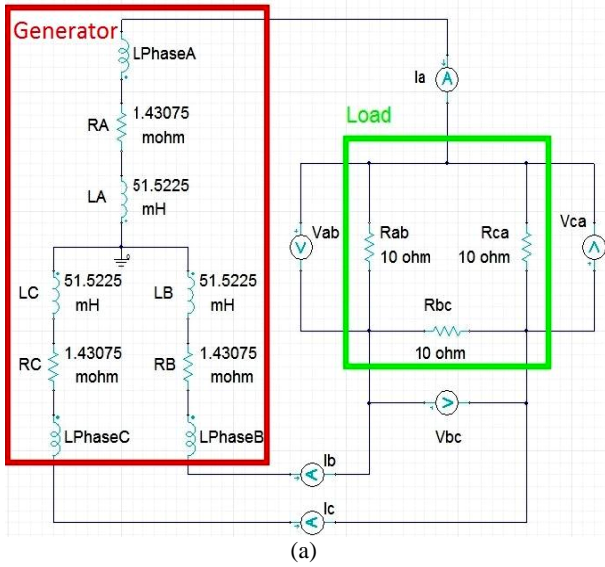 Generator
LPhaseA
Ia
A
1.43075
RA
mohm
Load
51.5225
LA
mH
Vab
V
Rab
10 ohm
Rca
10 ohm
Vca
V
51.5225
LC
mH
51.5225
LB
mH
Rbc
10 ohm
1.43075
RC
mohm
1.43075
RB
mohm
LPhaseC
LPhaseB
V
Vbc
Ib
A
Ic
A
(a)